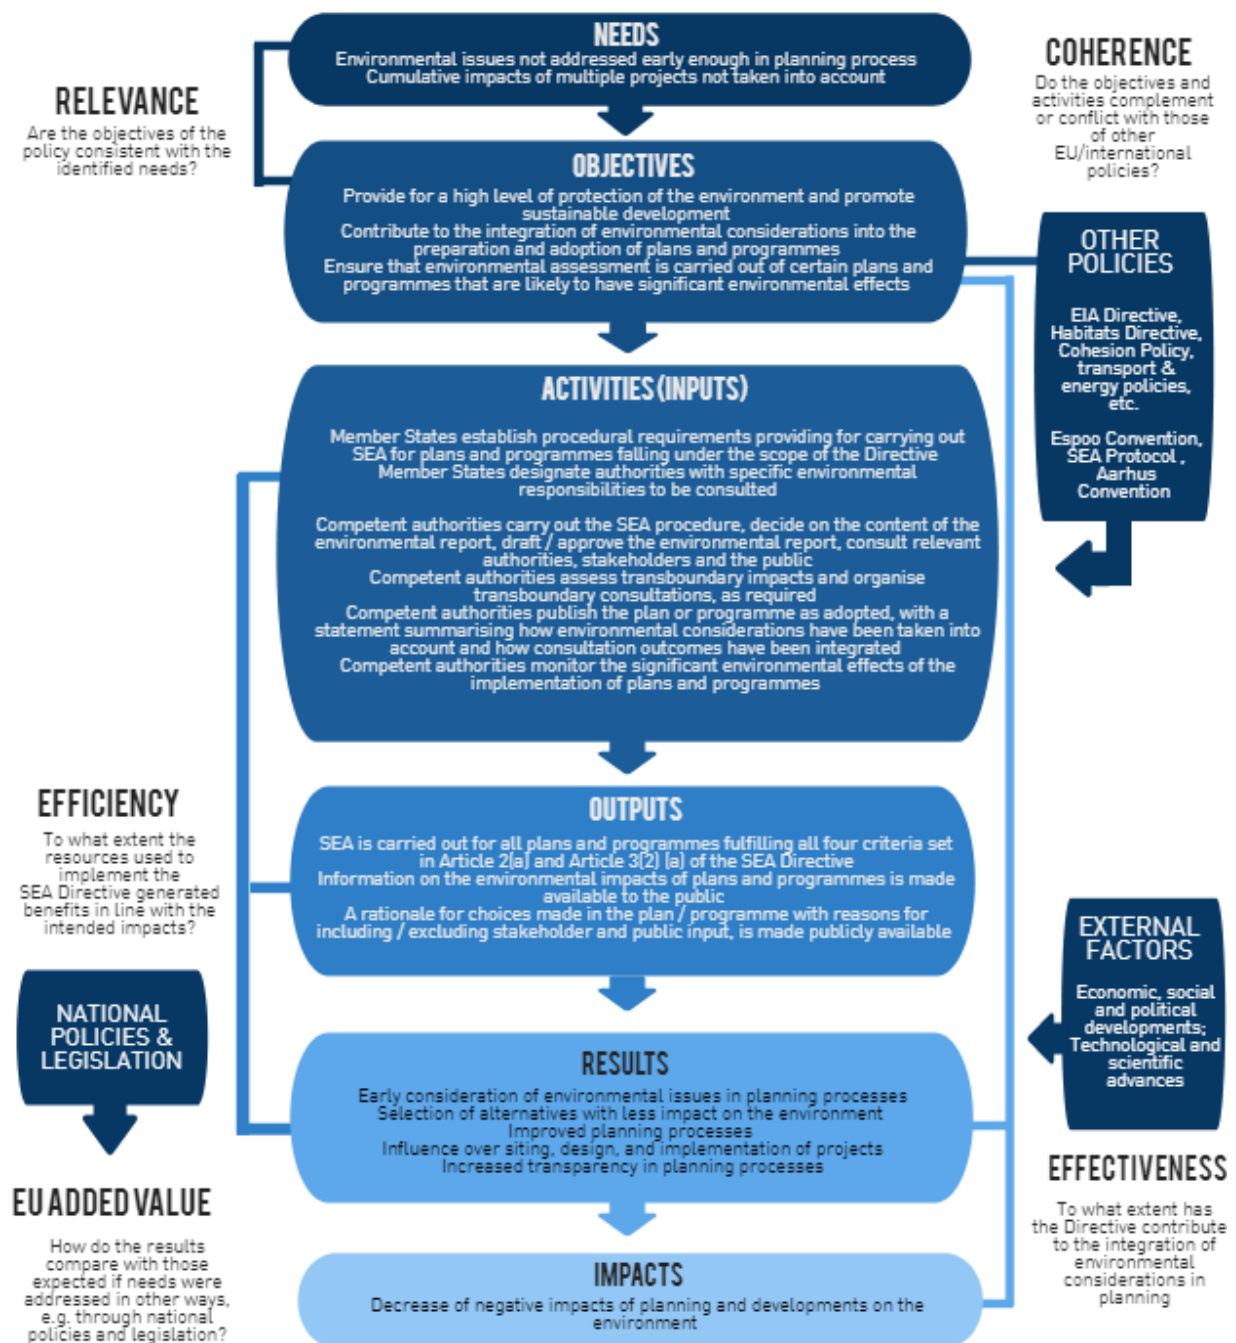 NEEDS
Environmental issues not addressed early enough in planning process
Cumulative impacts of multiple projects not taken into account
COHERENCE
Do the objectives and
activities complement
or conflict with those
of other
EU/international
policies?
RELEVANCE
Are the objectives of the
policy consistent with the
identified needs?
OBJECTIVES
Provide for a high level of protection of the environment and promote
sustainable development
Contribute to the integration of environmental considerations into the
preparation and adoption of plans and programmes
Ensure that environmental assessment is carried out of certain plans and
programmes that are likely to have significant environmental effects
OTHER
POLICIES
EIA Directive,
Habitats Directive,
Cohesion Policy,
transport &
energy policies,
etc.
Espoo Convention,
SEA Protocol ,
Aarhus
Convention
ACTIVITIES (INPUTS)
Member States establish procedural requirements providing for carrying out
SEA for plans and programmes falling under the scope of the Directive
Member States designate authorities with specific environmental
responsibilities to be consulted
Competent authorities carry out the SEA procedure, decide on the content of the
environmental report, draft / approve the environmental report, consult relevant
authorities, stakeholders and the public
Competent authorities assess transboundary impacts and organise
transboundary consultations, as required
Competent authorities publish the plan or programme as adopted, with a
statement summarising how environmental considerations have been taken into
account and how consultation outcomes have been integrated
Competent authorities monitor the significant environmental effects of the
implementation of plans and programmes
EFFICIENCY
To what extent the
resources used to
implement the
SEA Directive generated
benefits in line with the
intended impacts?
OUTPUTS
SEA is carried out for all plans and programmes fulfilling all four criteria set
in Article 2(a) and Article 3(2) (a) of the SEA Directive
Information on the environmental impacts of plans and programmes is made
available to the public
A rationale for choices made in the plan / programme with reasons for
including / excluding stakeholder and public input, is made publicly available
EXTERNAL
FACTORS
Economic, social
and political
developments;
Technological and
scientific
advances
NATIONAL
POLICIES &
LEGISLATION
RESULTS
Early consideration of environmental issues in planning processes
Selection of alternatives with less impact on the environment
Improved planning processes
Influence over siting, design, and implementation of projects
Increased transparency in planning processes
EFFECTIVENESS
To what extent has
the Directive contribute
to the integration of
environmental
considerations in
planning
EU ADDED VALUE
How do the results
compare with those
expected if needs were
addressed in other ways,
e.g. through national
policies and legislation?
IMPACTS
Decrease of negative impacts of planning and developments on the
environment